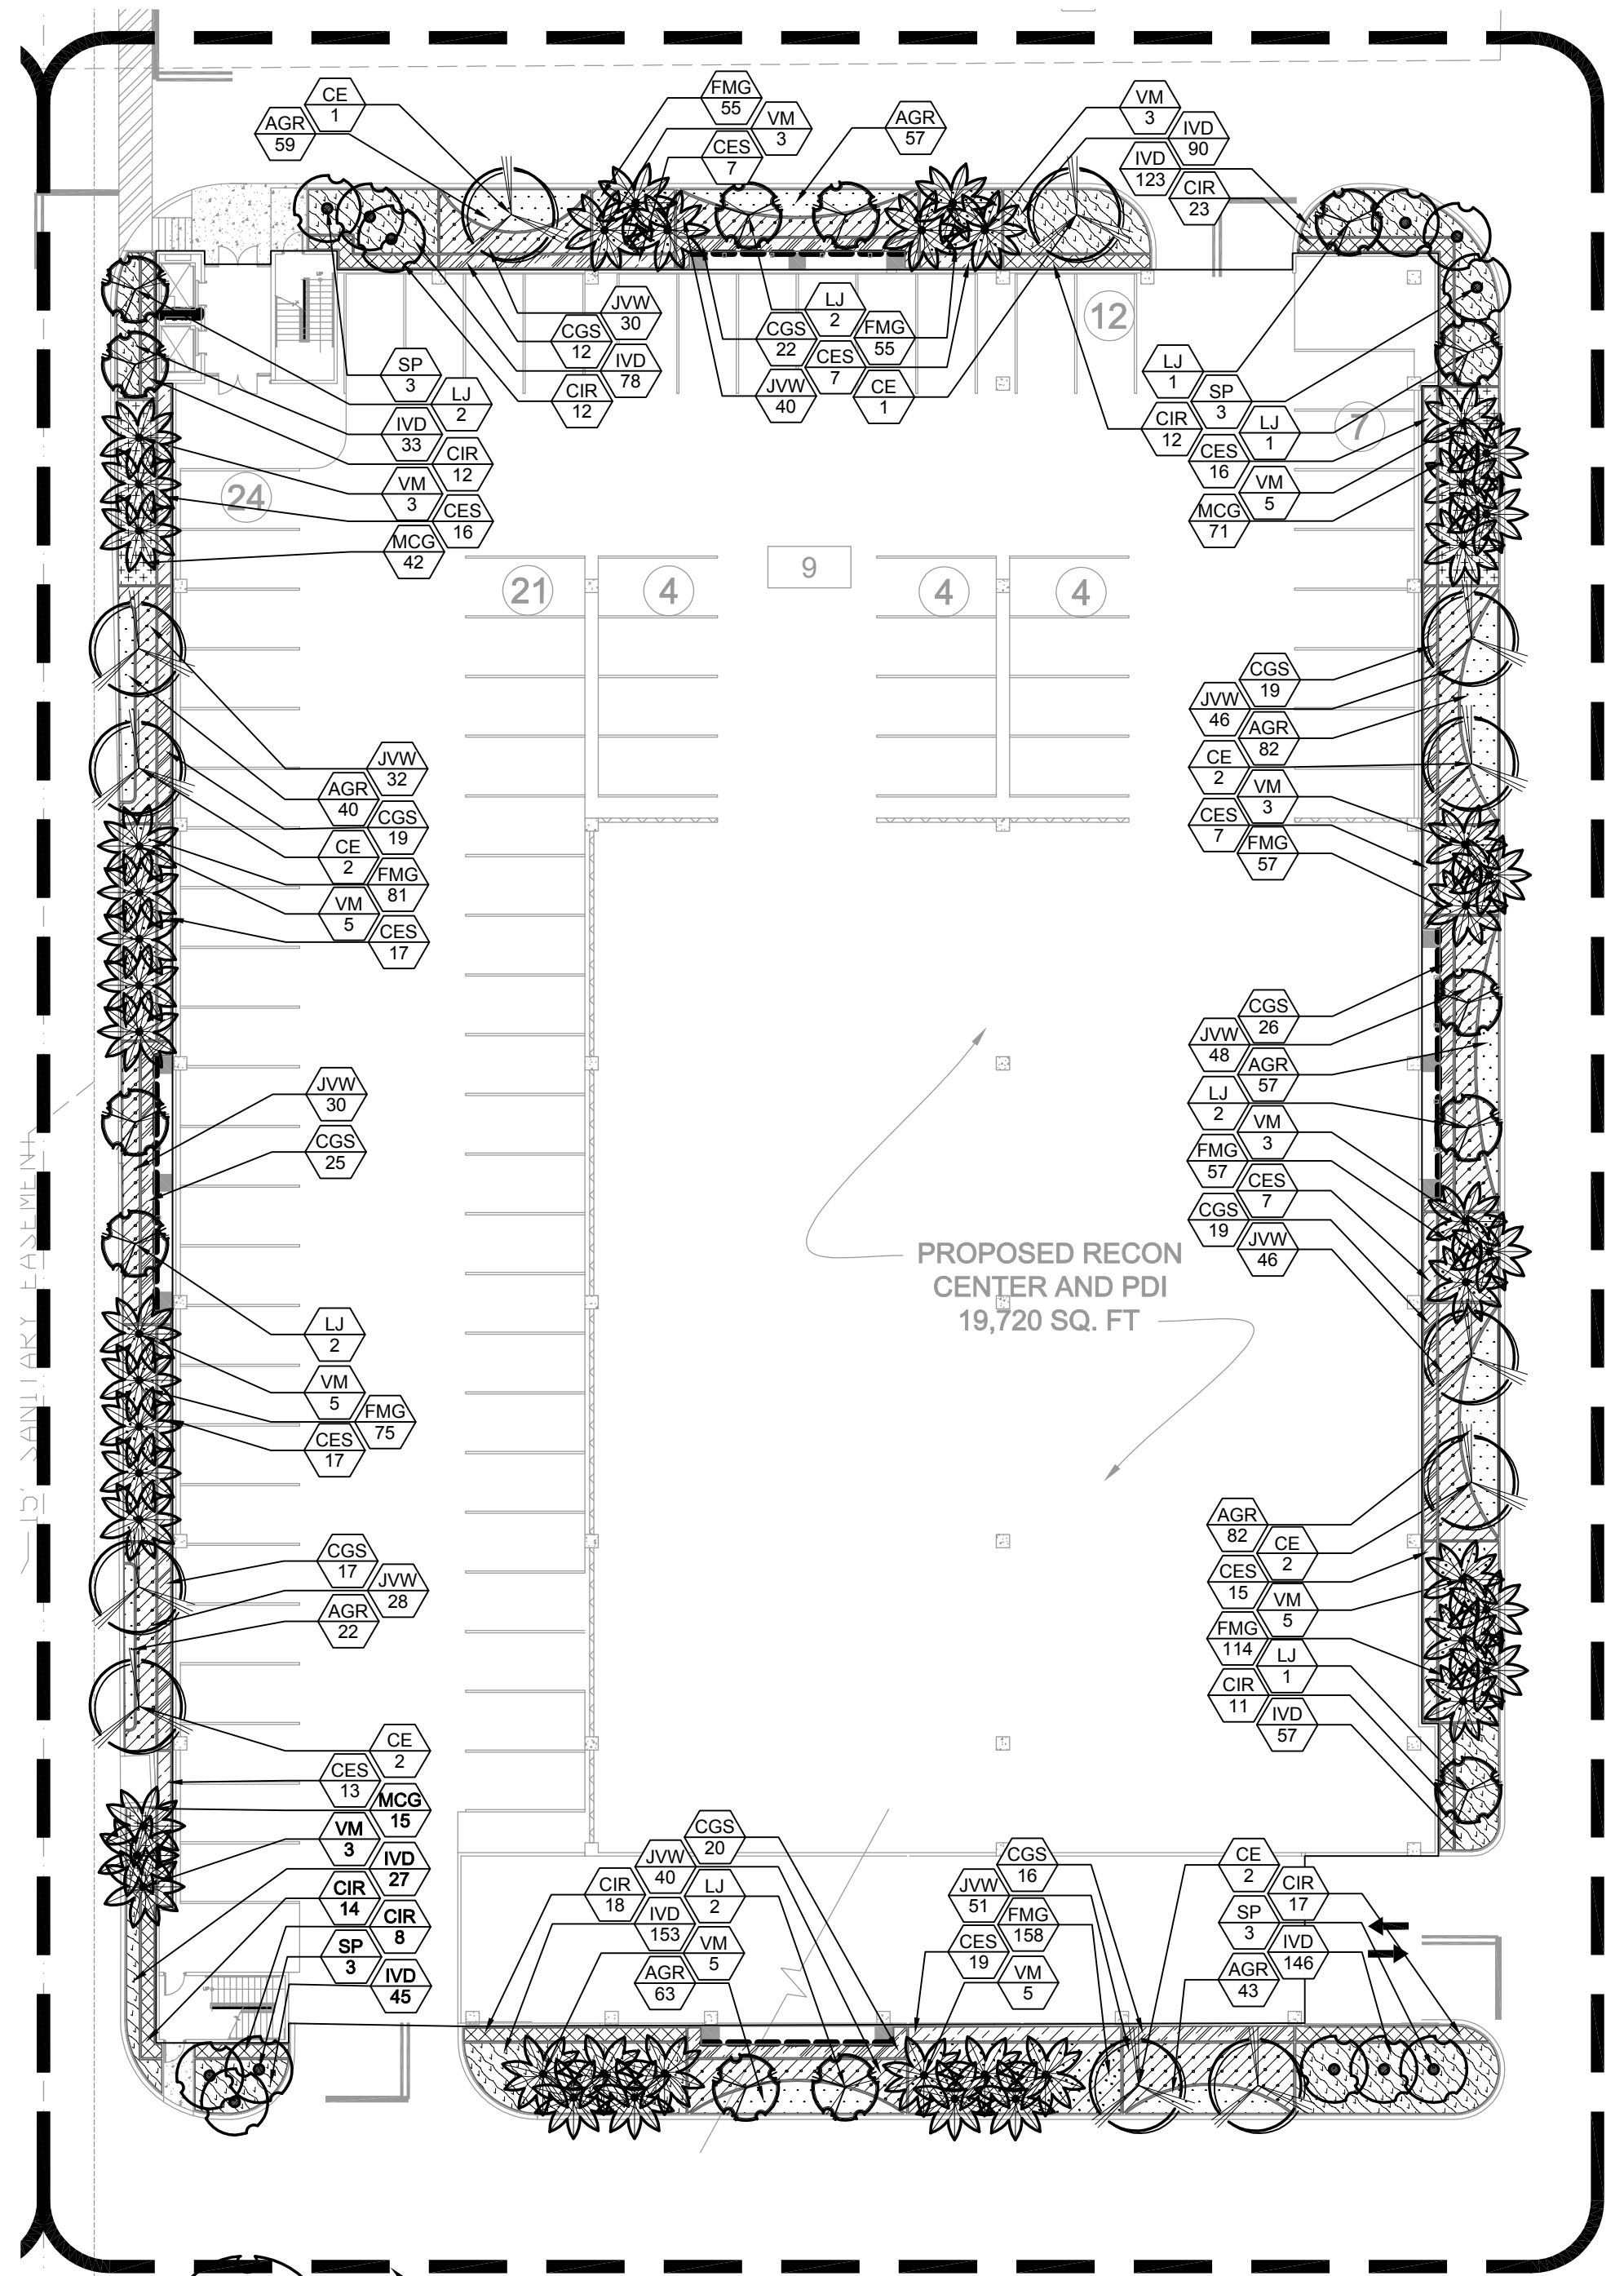 CE
1
AGR
59
FMG
55
VM
3
CES
7
AGR
57
VM
3
IVD
90
IVD
123
CIR
23
JVW
30
CGS
12
IVD
78
CIR
12
LJ
2
CGS
22
FMG
55
CES
7
JVW
40
CE
1
12
SP
3
LJ
2
IVD
33
CIR
12
VM
3
CES
16
MCG
42
24
LJ
1
SP
3
CIR
12
LJ
1
CES
16
VM
5
MCG
71
7
21
4
9
4
4
JVW
32
AGR
40
CGS
19
CE
2
FMG
81
VM
5
CES
17
CGS
19
JVW
46
AGR
82
CE
2
VM
3
CES
7
FMG
57
JVW
30
CGS
25
CGS
26
JVW
48
AGR
57
LJ
2
VM
3
FMG
57
CES
7
CGS
19
JVW
46
15' SANITARY EASEMENT
PROPOSED RECON
CENTER AND PDI
19,720 SQ. FT
LJ
2
VM
5
FMG
75
CES
17
CGS
17
JVW
28
AGR
22
AGR
82
CE
2
CES
15
VM
5
FMG
114
LJ
1
CIR
11
IVD
57
CE
2
CES
13
MCG
15
VM
3
IVD
27
CIR
14
CIR
8
SP
3
IVD
45
CGS
20
JVW
40
CIR
18
LJ
2
IVD
153
VM
5
AGR
63
CGS
16
JVW
51
FMG
158
CES
19
VM
5
CE
2
CIR
17
SP
3
IVD
146
AGR
43